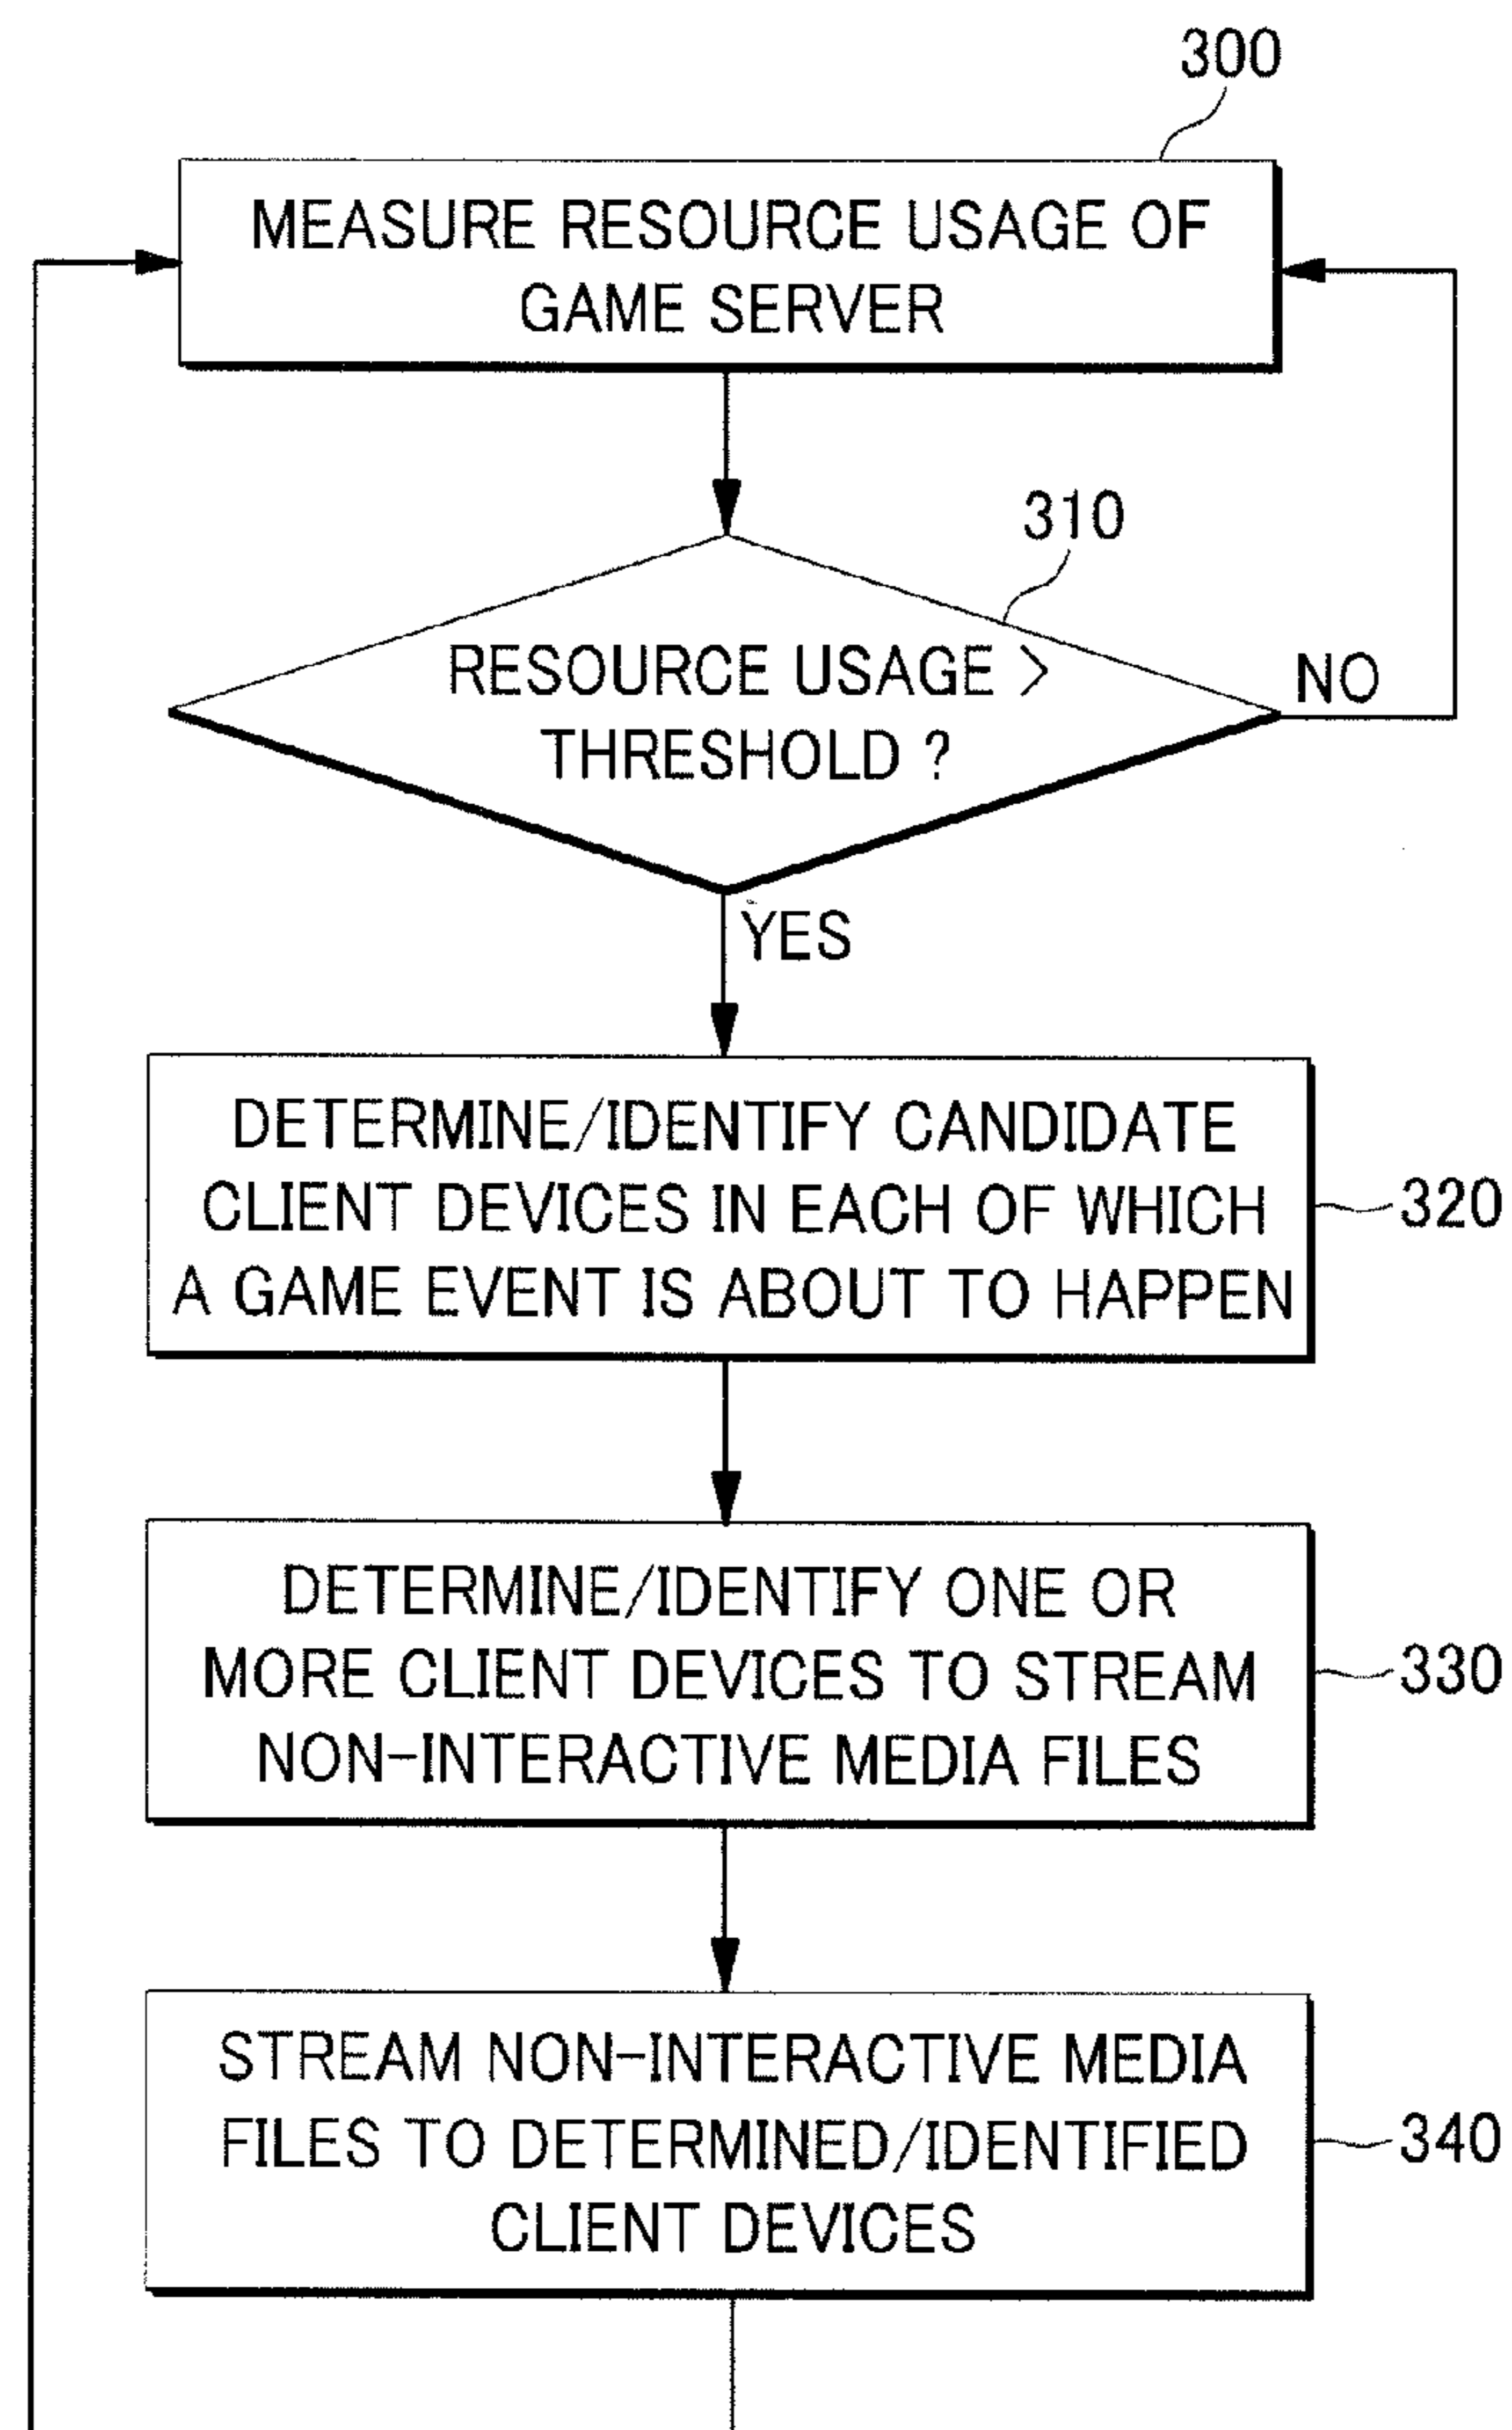 300
MEASURE RESOURCE USAGE OF
GAME SERVER
310
RESOURCE USAGE >
THRESHOLD ?
NO
YES
DETERMINE/IDENTIFY CANDIDATE
CLIENT DEVICES IN EACH OF WHICH
A GAME EVENT IS ABOUT TO HAPPEN
320
DETERMINE/IDENTIFY ONE OR
MORE CLIENT DEVICES TO STREAM
NON-INTERACTIVE MEDIA FILES
330
STREAM NON-INTERACTIVE MEDIA
FILES TO DETERMINED/IDENTIFIED
CLIENT DEVICES
340